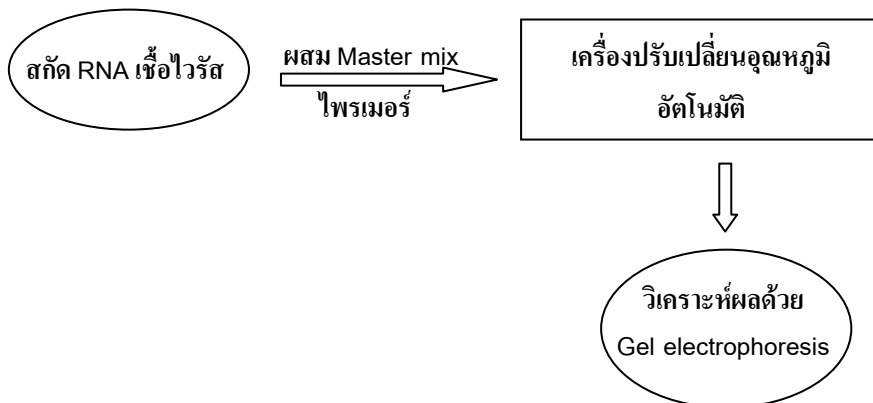 สกัด RNA เชื้อไวรัส
ผสม Master mix
ไพรเมอร์
เครื่องปรับเปลี่ยนอุณหภูมิ
อัตโนมัติ
วิเคราะห์ผลด้วย
Gel electrophoresis